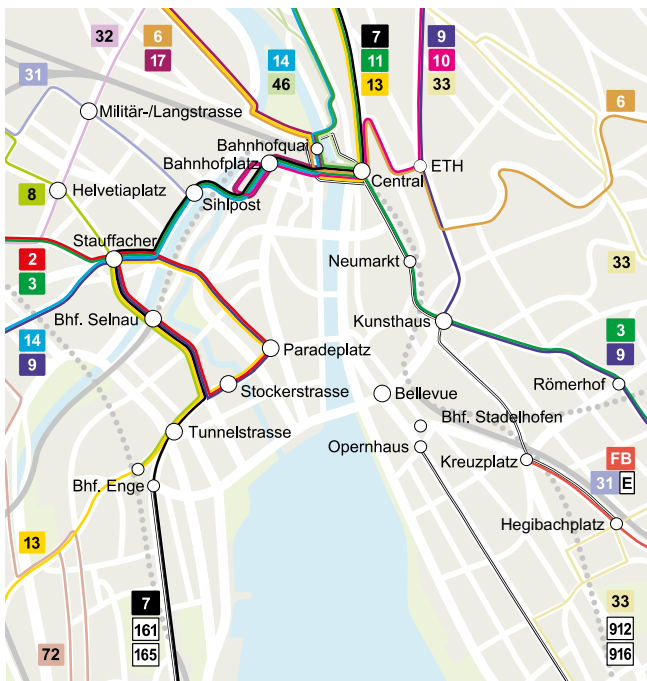 32
6
17
14
46
7
11
13
9
10
33
31
6
Militär-/Langstrasse
Bahnhofquai
Bahnhofplatz
ETH
Central
8
Helvetiaplatz
Sihlpost
Stauffacher
2
3
Neumarkt
33
14
9
Bhf. Selnau
Kunsthaus
3
9
Paradeplatz
Stockerstrasse
Römerhof
Bellevue
Bhf. Stadelhofen
Tunnelstrasse
Opernhaus
Kreuzplatz
FB
31 E
Bhf. Enge
Hegibachplatz
13
7
161
165
33
912
916
72